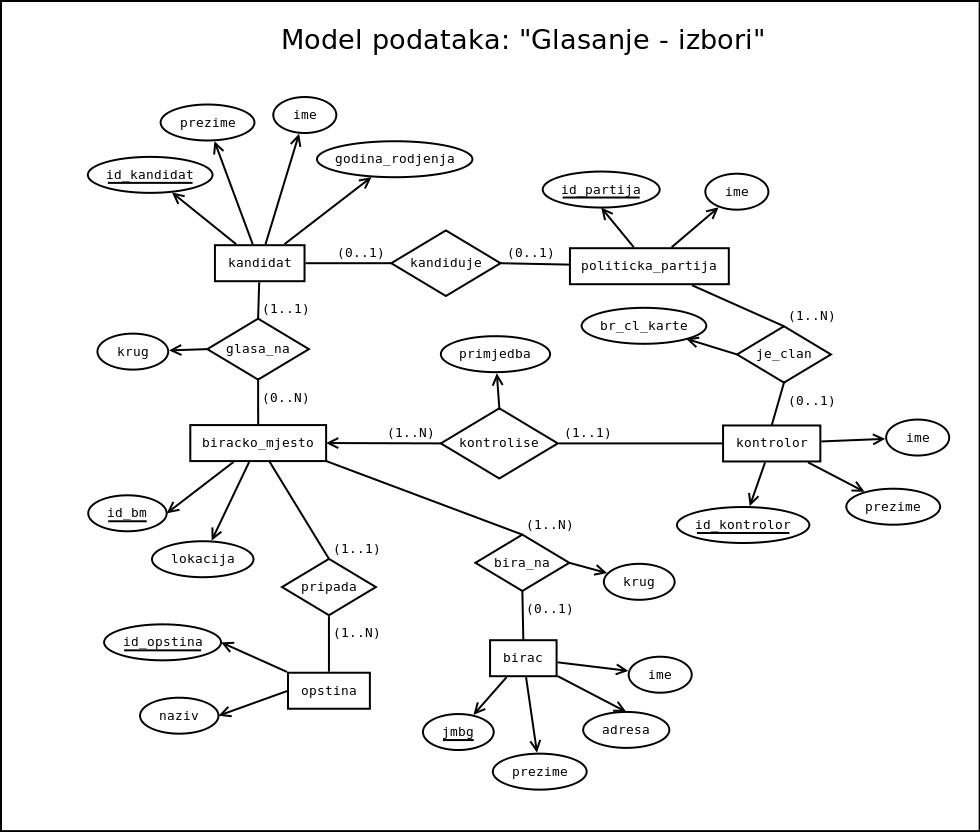 Model podataka: "Glasanje - izbori"
prezime
ime
godina_rodjenja
id_kandidat
id_partija
ime
kandidat
(0..1)
kandiduje
(0..1)
politicka_partija
(1..1)
(1..N)
krug
glasa_na
br_cl_karte
primjedba
je_clan
(0..N)
(0..1)
biracko_mjesto
(1..N)
kontrolise
(1..1)
kontrolor
ime
id_bm
prezime
lokacija
(1..1)
(1..N)
id_kontrolor
pripada
bira_na
krug
(1..N)
(0..1)
id_opstina
birac
opstina
ime
naziv
jmbg
adresa
prezime